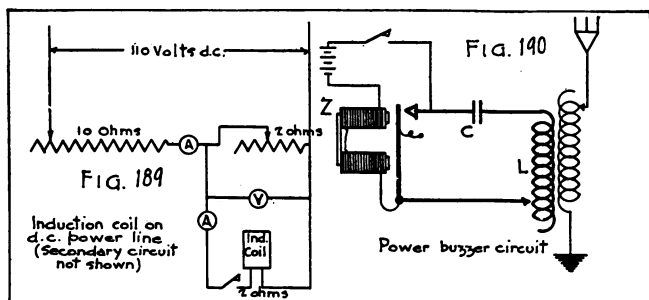 110 Volts d.c.
10 Ohms
A
2 ohms
FIG. 189
V
A
Induction coil on
d.c. power line
(Secondary circuit
not shown)
Ind.
Coil
2 ohms
FIG. 190
Z
C
L
Power buzzer circuit